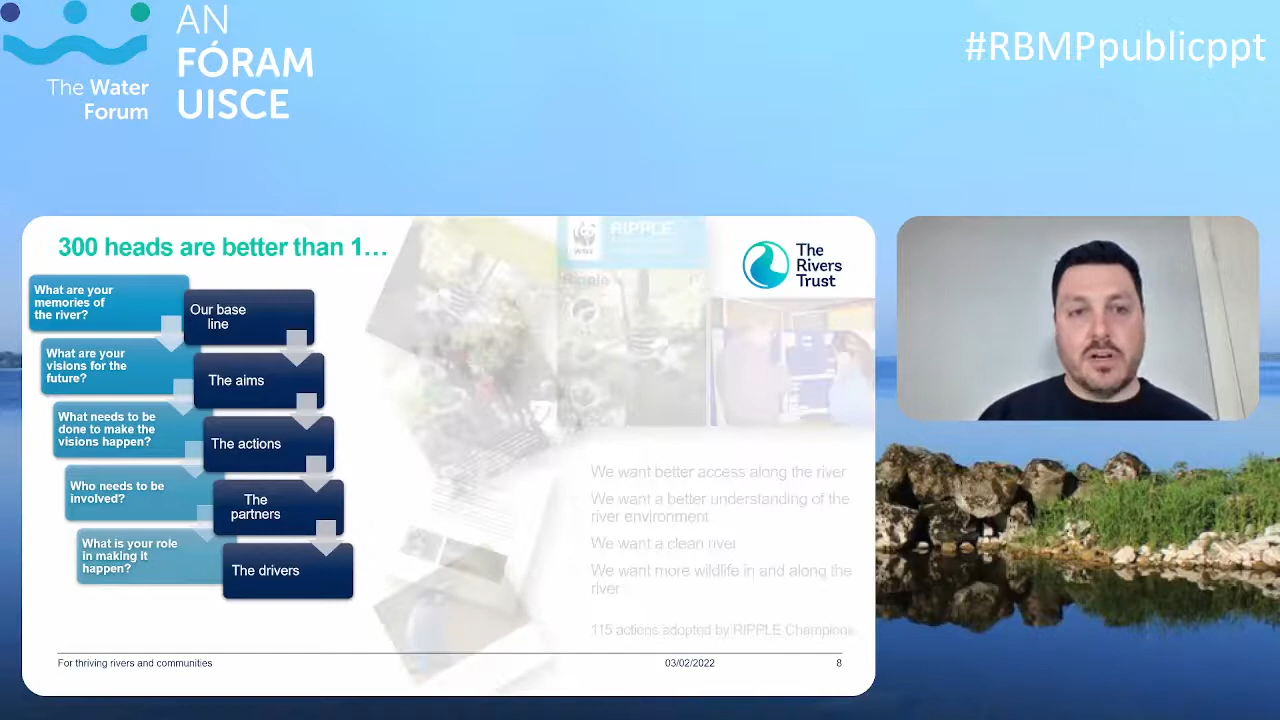 AN
FÓRAM
UISCE
The Water
Forum
#RBMPpublicppt
300 heads are better than 1…
The
Rivers
Trust
WWF
RIPPLE
What are your
memories of
the river?
Our base
line
What are your
visions for the
future?
The aims
What needs to be
done to make the
visions happen?
The actions
Who needs to be
involved?
The
partners
What is your role
in making it
happen?
The drivers
We want better access along the river
We want a better understanding of the
river environment
We want a clean river
We want more wildlife in and along the
river
115 actions adopted by RIPPLE Champions
For thriving rivers and communities
03/02/2022
8